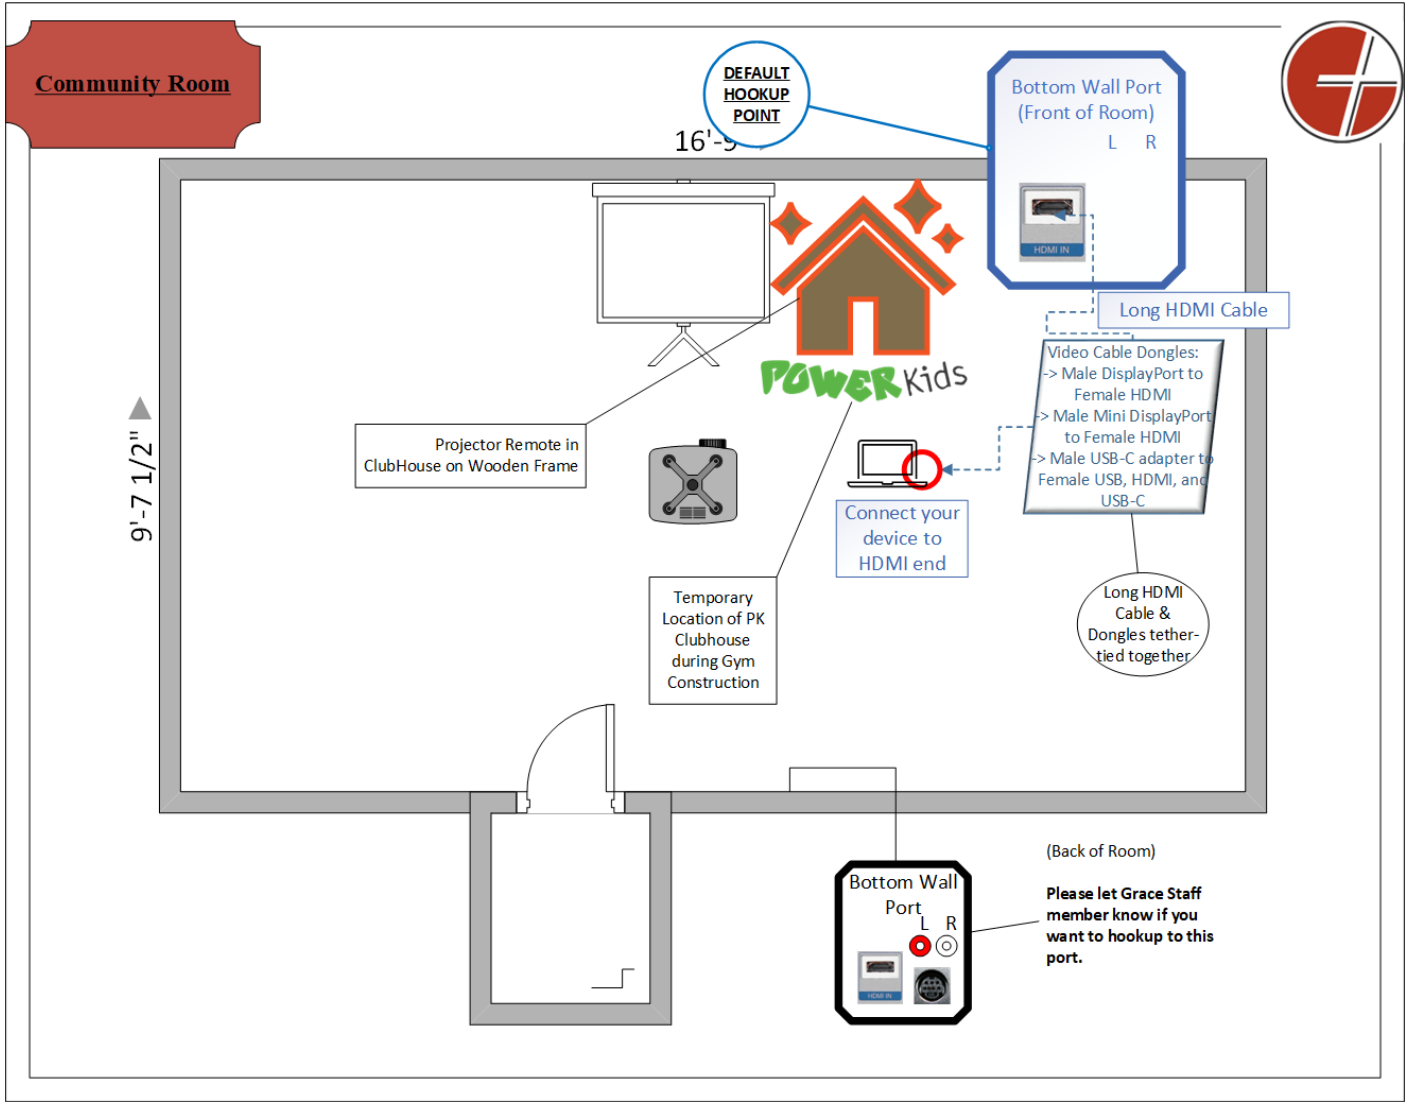 Community Room
DEFAULT
HOOKUP
POINT
16'-9
Bottom Wall Port
(Front of Room)
L R
HDMI IN
Long HDMI Cable
Video Cable Dongles:
-> Male DisplayPort to
Female HDMI
-> Male Mini DisplayPort
to Female HDMI
-> Male USB-C adapter to
Female USB, HDMI, and
USB-C
POWER Kids
Projector Remote in
ClubHouse on Wooden Frame
9'-7 1/2"
Connect your
device to
HDMI end
Temporary
Location of PK
Clubhouse
during Gym
Construction
Long HDMI
Cable &
Dongles tether-
tied together
(Back of Room)
Please let Grace Staff
member know if you
want to hookup to this
port.
Bottom Wall
Port
L R
HDMI IN